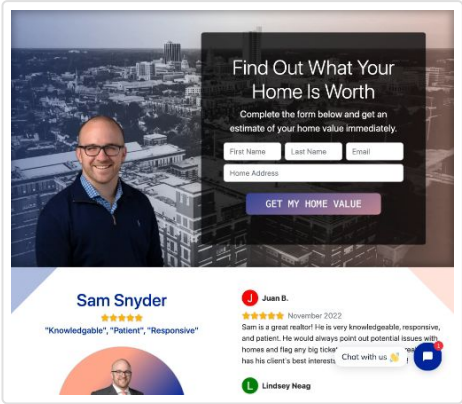 Find Out What Your
Home Is Worth
Complete the form below and get an
estimate of your home value immediately.
First Name
Last Name
Email
Home Address
GET MY HOME VALUE
Sam Snyder
"Knowledgable", "Patient", "Responsive"
J
Juan B.
November 2022
Sam is a great realtor! He is very knowledgeable, responsive,
and patient. He would always point out potential issues with
homes and flag any big
has his client's best interests
Chat with us 👋
1
L
Lindsey Neag